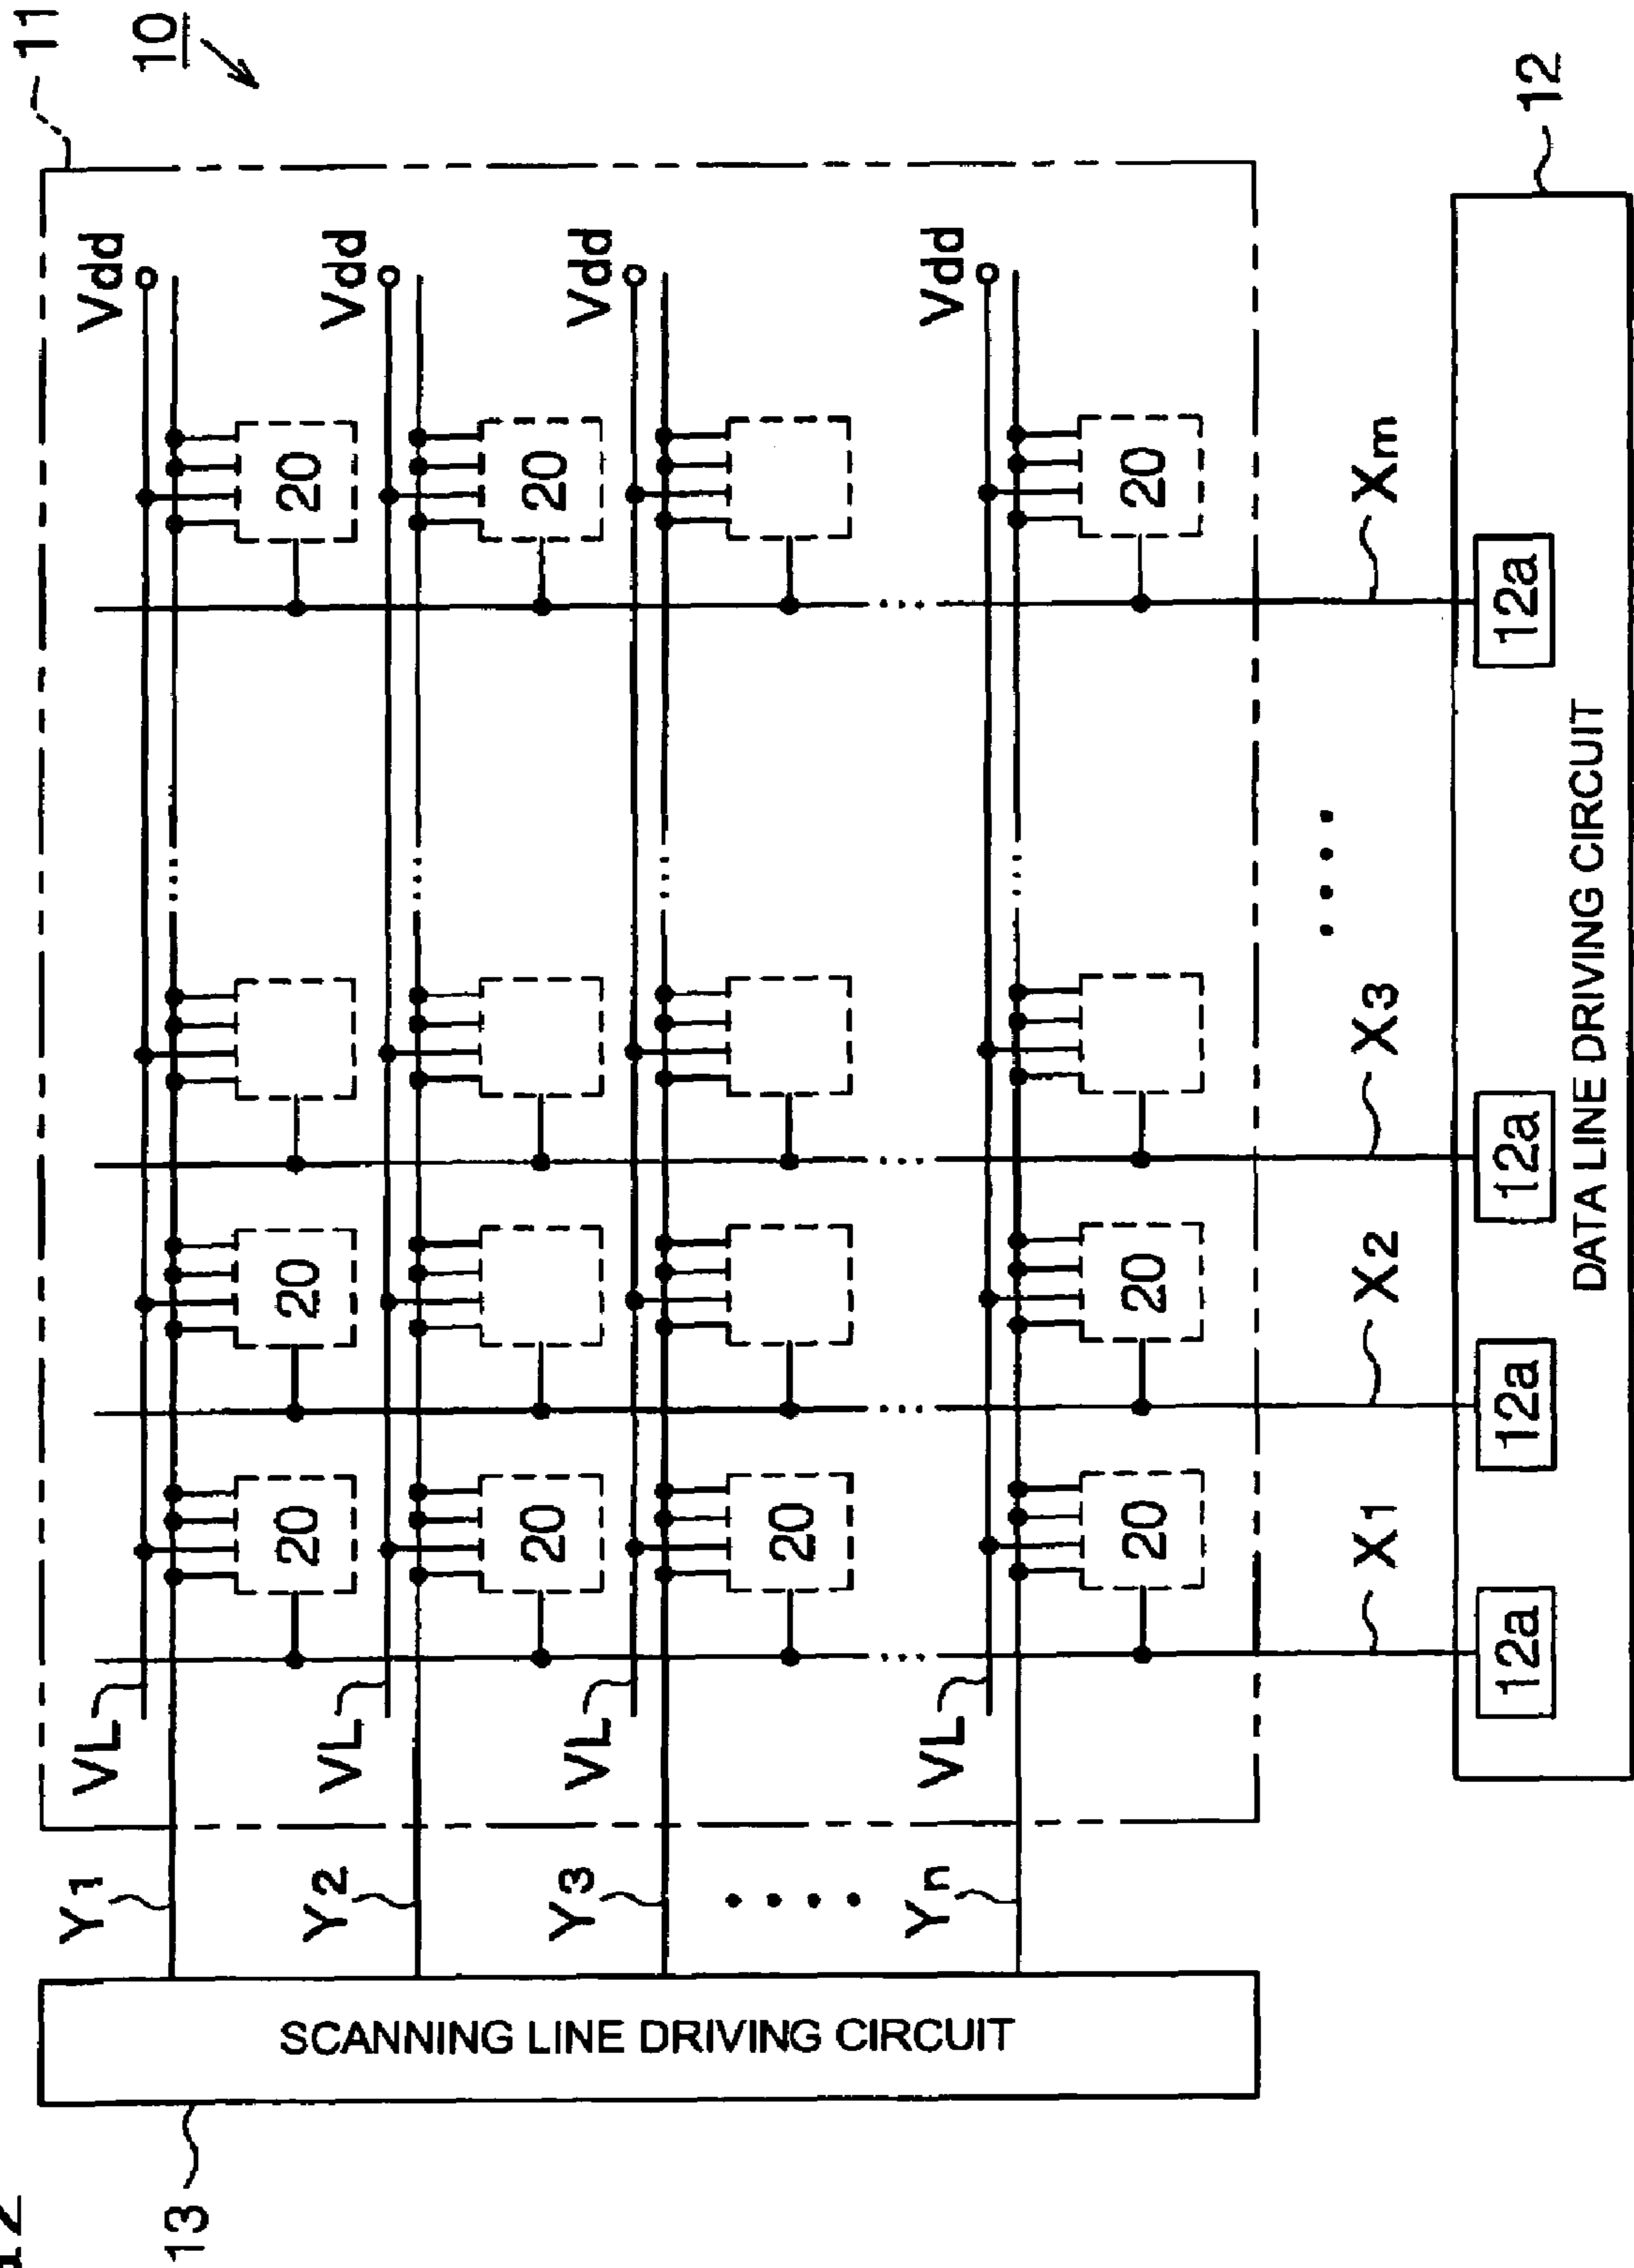 11
Y1 VL Vdd
10
13
20 20 20
Y2 VL Vdd
20 20
Y3 VL Vdd
20
SCANNING LINE DRIVING CIRCUIT
Yn VL Vdd
20 20 20
X1 X2 X3 Xm
12
12a 12a 12a 12a
DATA LINE DRIVING CIRCUIT